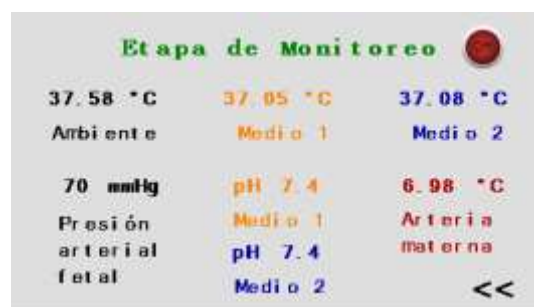 Etapa de Monitoreo
37.58 °C
37.05 °C
37.08 °C
Ambiente
Medio 1
Medio 2
70 mmHg
pH 7.4
6.98 °C
Presión
arterial
fetal
Medio 1
pH 7.4
Medio 2
Arteria
materna
<<